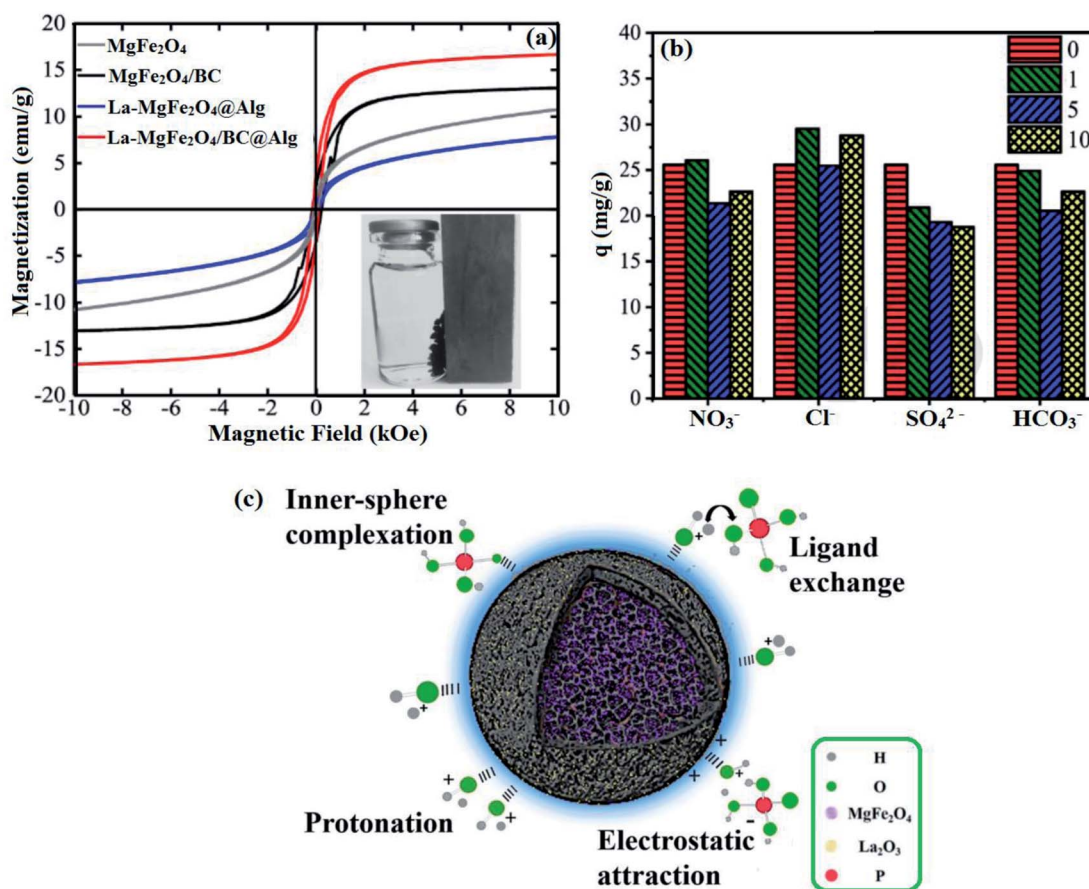 (a)
MgFe₂O₄
MgFe₂O₄/BC
La-MgFe₂O₄@Alg
La-MgFe₂O₄/BC@Alg
Magnetization (emu/g)
20
15
10
5
0
-5
-10
-15
-20
-10 -8 -6 -4 -2 0 2 4 6 8 10
Magnetic Field (kOe)
(b)
0
1
5
10
q (mg/g)
40
35
30
25
20
15
10
5
0
NO₃⁻ Cl⁻ SO₄²⁻ HCO₃⁻
(c)
Inner-sphere
complexation
Ligand
exchange
Protonation
Electrostatic
attraction
+
+
+
+
+
+
+
+
-
H
O
MgFe₂O₄
La₂O₃
P